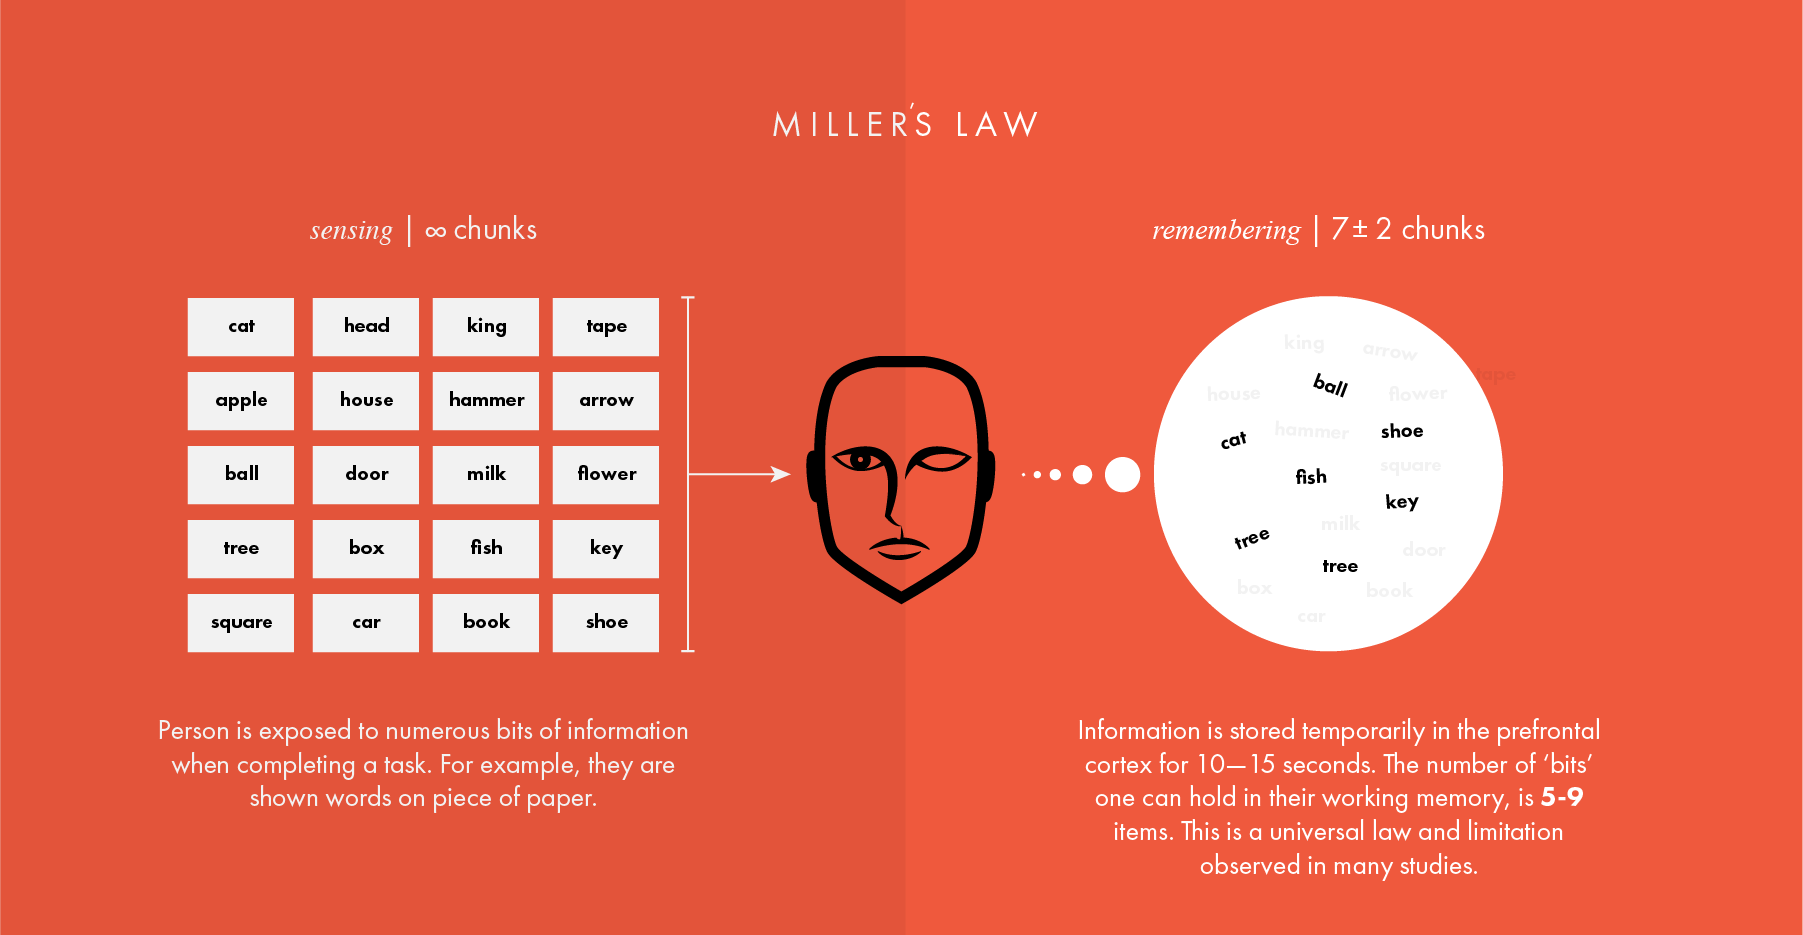 MILLER'S LAW
sensing | ∞ chunks
cat head king tape
apple house hammer arrow
ball door milk flower
tree box fish key
square car book shoe
Person is exposed to numerous bits of information
when completing a task. For example, they are
shown words on piece of paper.
remembering | 7 ± 2 chunks
king arrow
tape
ball
house flower
hammer shoe
cat
square
fish
key
milk
tree
door
tree
box book
car
Information is stored temporarily in the prefrontal
cortex for 10—15 seconds. The number of ‘bits’
one can hold in their working memory, is 5-9
items. This is a universal law and limitation
observed in many studies.